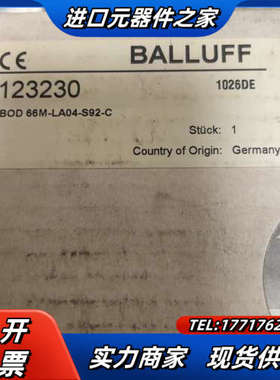 进口元器件之家
CE
BALLUFF
123230
1026DE
BOD 66M-LA04-S92-C
Stück: 1
Country of Origin: Germany
开
票
TEL:1771762
实力商家 现货供